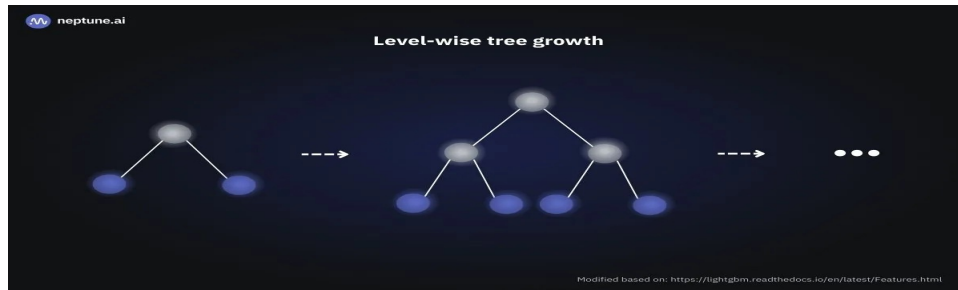 neptune.ai
Level-wise tree growth
Modified based on: https://lightgbm.readthedocs.io/en/latest/Features.html